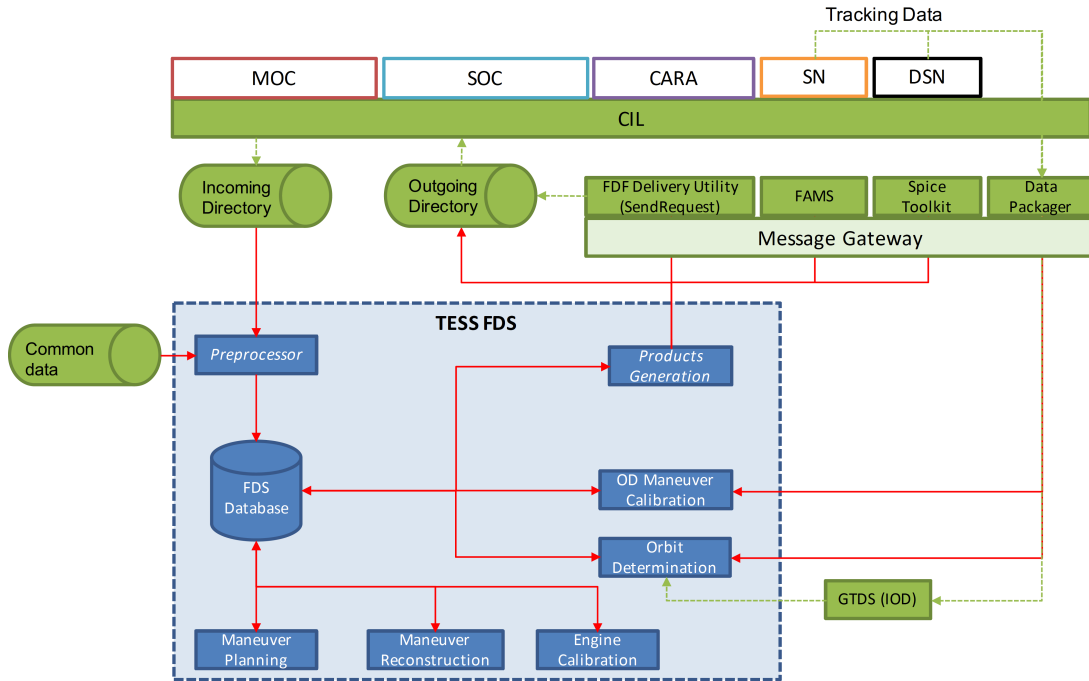 Tracking Data
MOC
SOC
CARA
SN
DSN
CIL
Incoming
Directory
Outgoing
Directory
FDF Delivery Utility
(SendRequest)
FAMS
Spice
Toolkit
Data
Packager
Message Gateway
TESS FDS
Common
data
Preprocessor
Products
Generation
FDS
Database
OD Maneuver
Calibration
Orbit
Determination
GTDS (IOD)
Maneuver
Planning
Maneuver
Reconstruction
Engine
Calibration